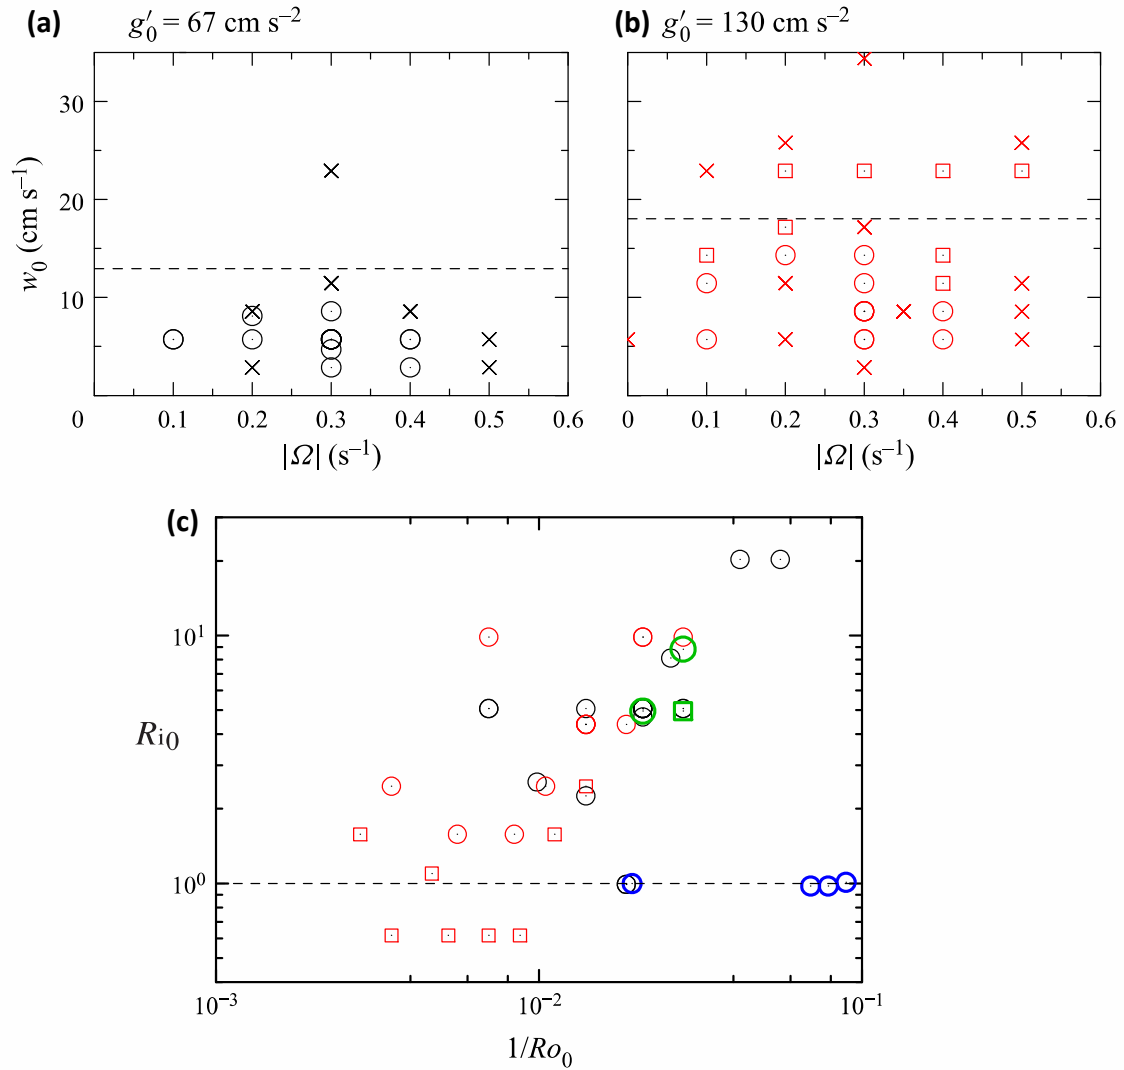 (a) g′₀ = 67 cm s⁻²
(b) g′₀ = 130 cm s⁻²
30
20
10
w₀ (cm s⁻¹)
0 0.1 0.2 0.3 0.4 0.5 0.6
0 0.1 0.2 0.3 0.4 0.5 0.6
|Ω| (s⁻¹)
|Ω| (s⁻¹)
(c)
10¹
Ri0
10⁰
10⁻³ 10⁻² 10⁻¹
1/Ro₀